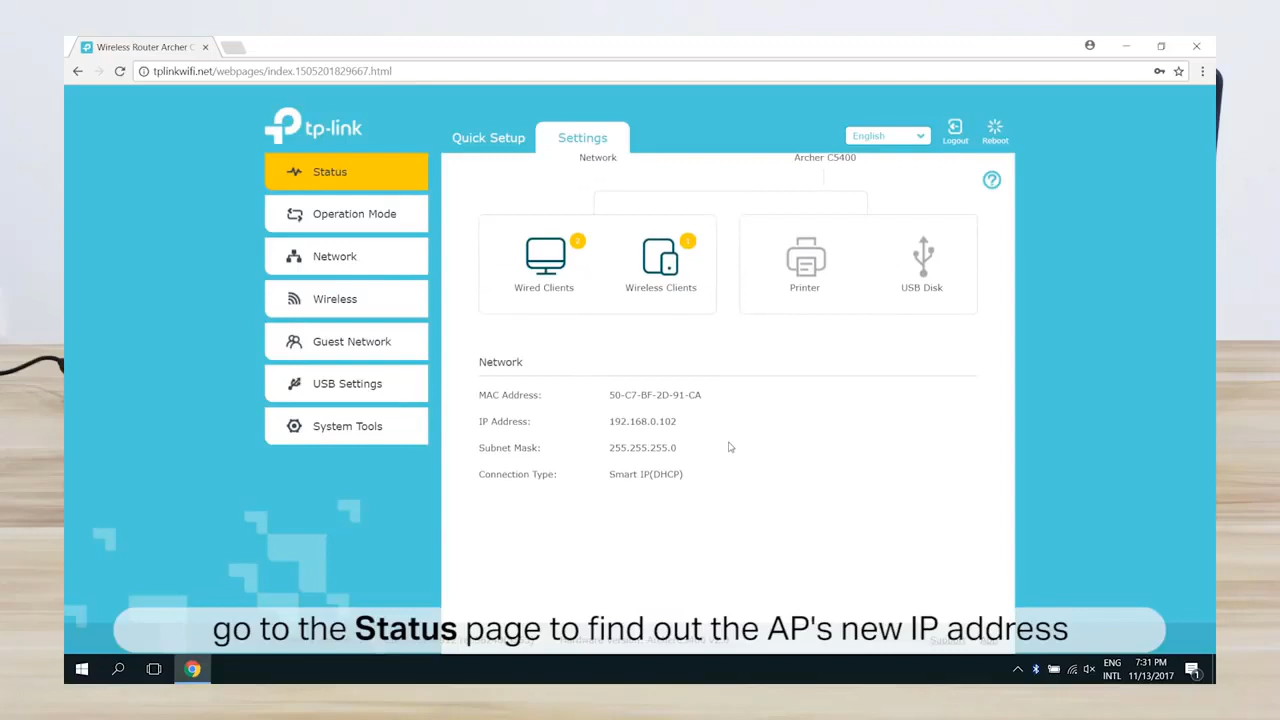 Wireless Router Archer C
tplinkwifi.net/webpages/index.1505201829667.html
tp-link
Quick Setup
Settings
English
Logout
Reboot
Status
Operation Mode
Network
Wireless
Guest Network
USB Settings
System Tools
Network
Archer C5400
2
1
Wired Clients
Wireless Clients
Printer
USB Disk
Network
MAC Address: 50-C7-BF-2D-91-CA
IP Address: 192.168.0.102
Subnet Mask: 255.255.255.0
Connection Type: Smart IP(DHCP)
go to the Status page to find out the AP's new IP address
ENG
INTL
7:31 PM
11/13/2017
1